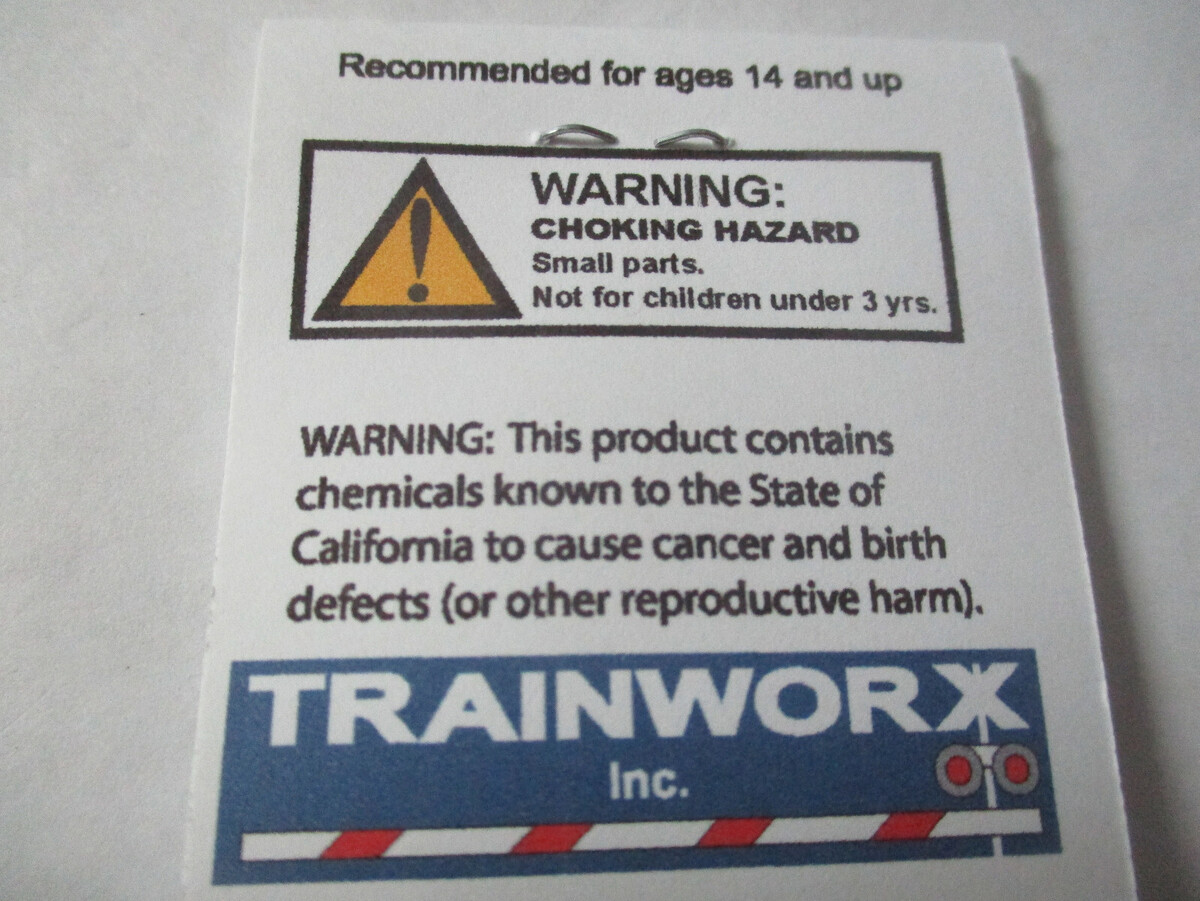 Recommended for ages 14 and up
WARNING:
CHOKING HAZARD
Small parts.
Not for children under 3 yrs.
WARNING: This product contains
chemicals known to the State of
California to cause cancer and birth
defects (or other reproductive harm).
TRAINWORX
Inc.